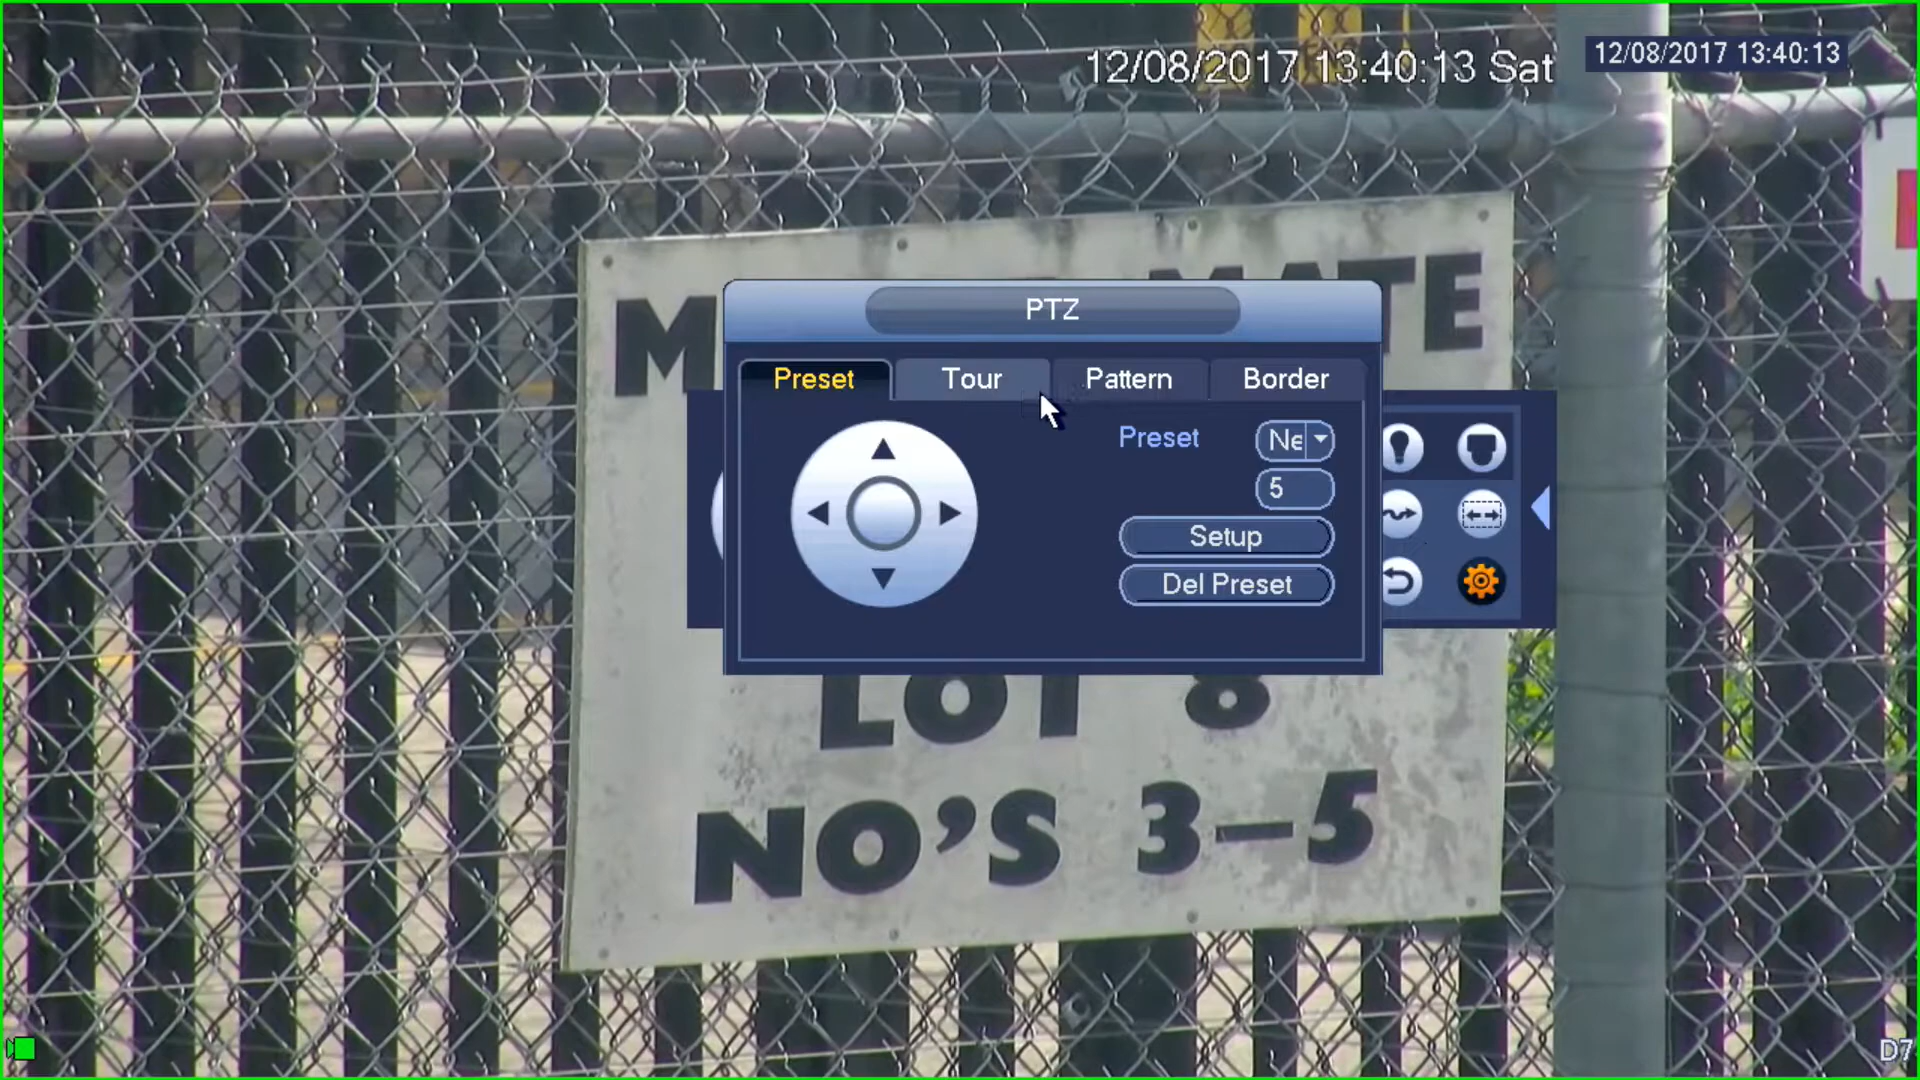 12/08/2017 13:40:13 Sat
12/08/2017 13:40:13
PTZ
Preset Tour Pattern Border
Preset
Ne
5
Setup
Del Preset
LOT 8
NO'S 3-5
D7